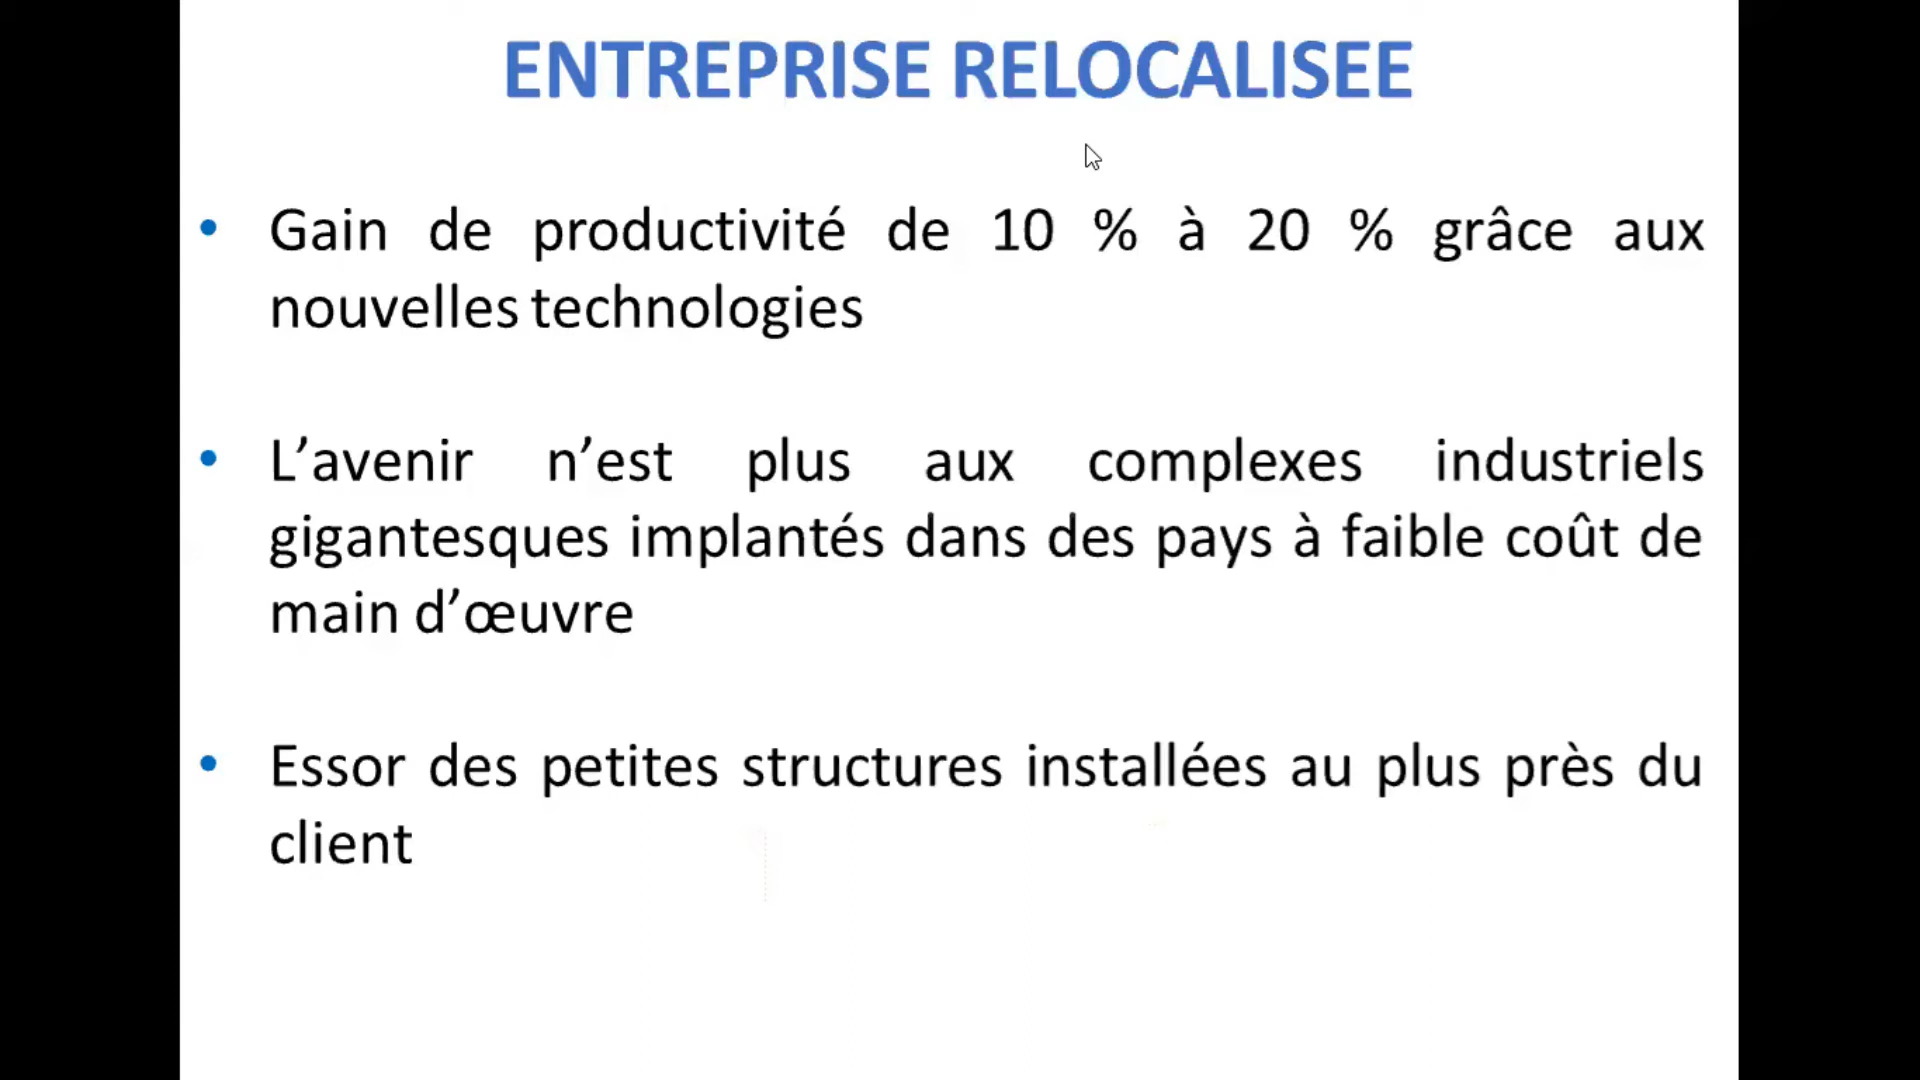 ENTREPRISE RELOCALISEE
• Gain de productivité de 10 % à 20 % grâce aux
nouvelles technologies
• L’avenir n’est plus aux complexes industriels
gigantesques implantés dans des pays à faible coût de
main d’œuvre
• Essor des petites structures installées au plus près du
client